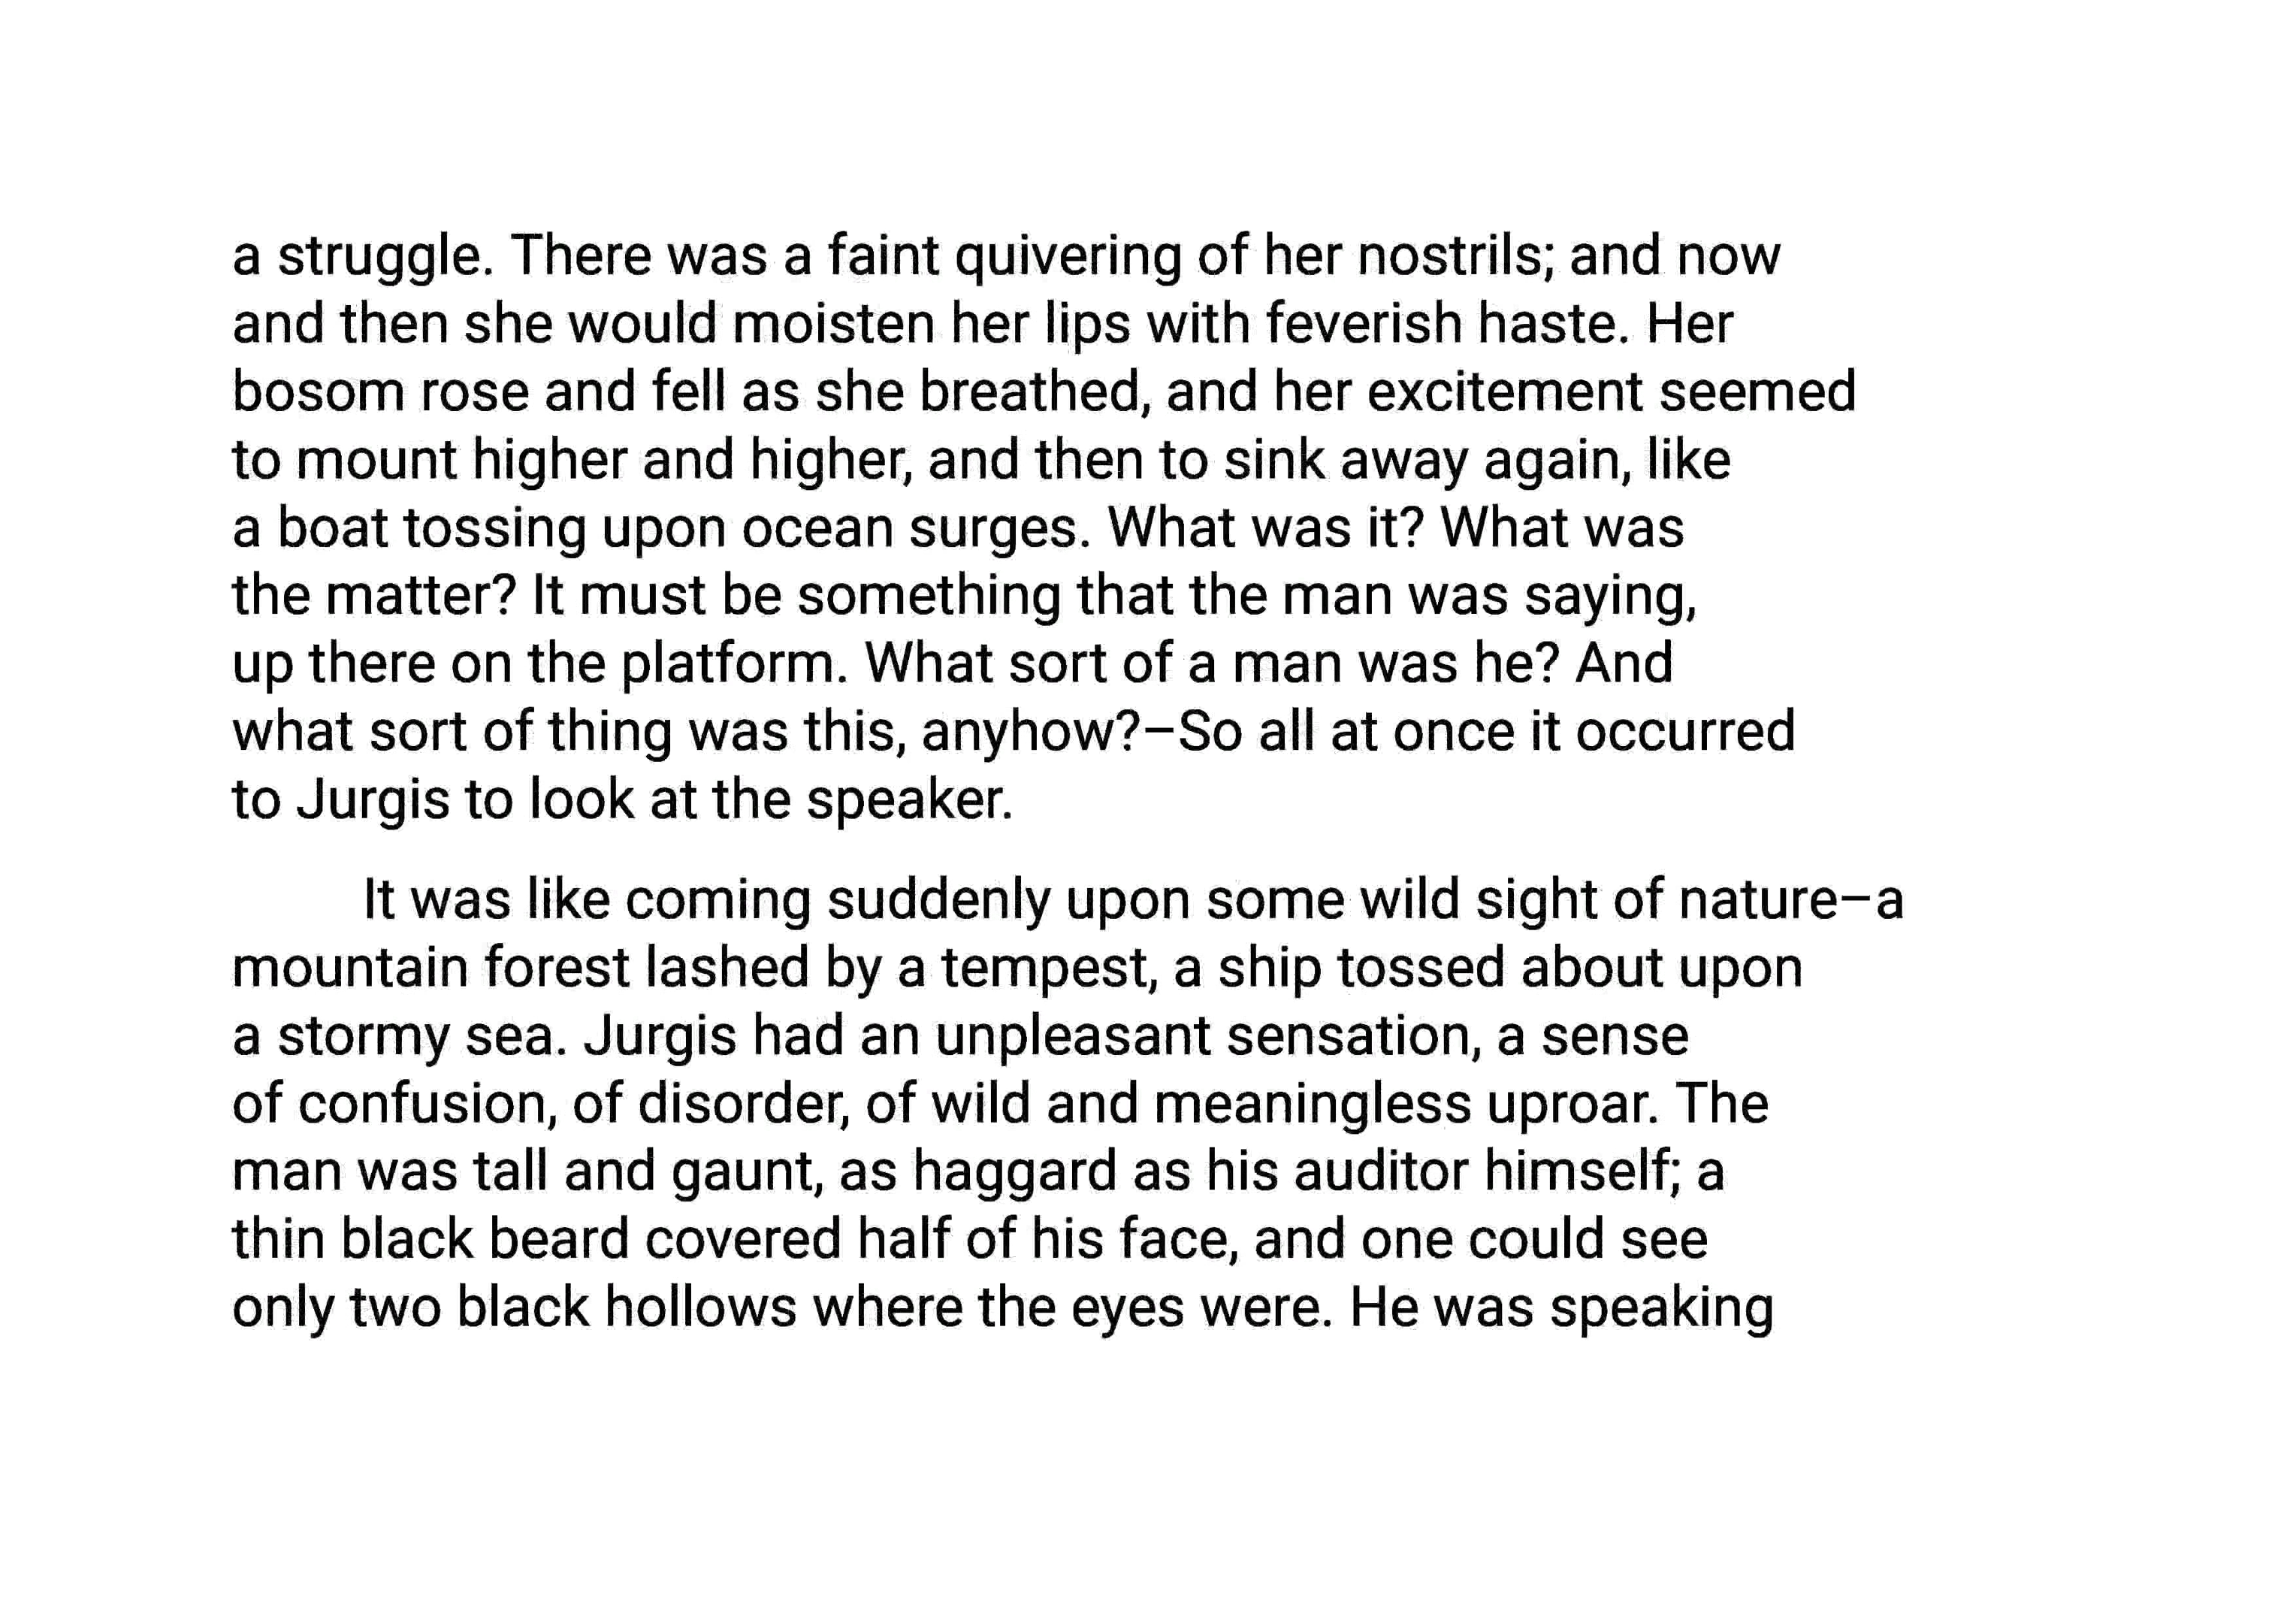 a struggle. There was a faint quivering of her nostrils; and now
and then she would moisten her lips with feverish haste. Her
bosom rose and fell as she breathed, and her excitement seemed
to mount higher and higher, and then to sink away again, like
a boat tossing upon ocean surges. What was it? What was
the matter? It must be something that the man was saying,
up there on the platform. What sort of a man was he? And
what sort of thing was this, anyhow?–So all at once it occurred
to Jurgis to look at the speaker.
It was like coming suddenly upon some wild sight of nature–a
mountain forest lashed by a tempest, a ship tossed about upon
a stormy sea. Jurgis had an unpleasant sensation, a sense
of confusion, of disorder, of wild and meaningless uproar. The
man was tall and gaunt, as haggard as his auditor himself; a
thin black beard covered half of his face, and one could see
only two black hollows where the eyes were. He was speaking